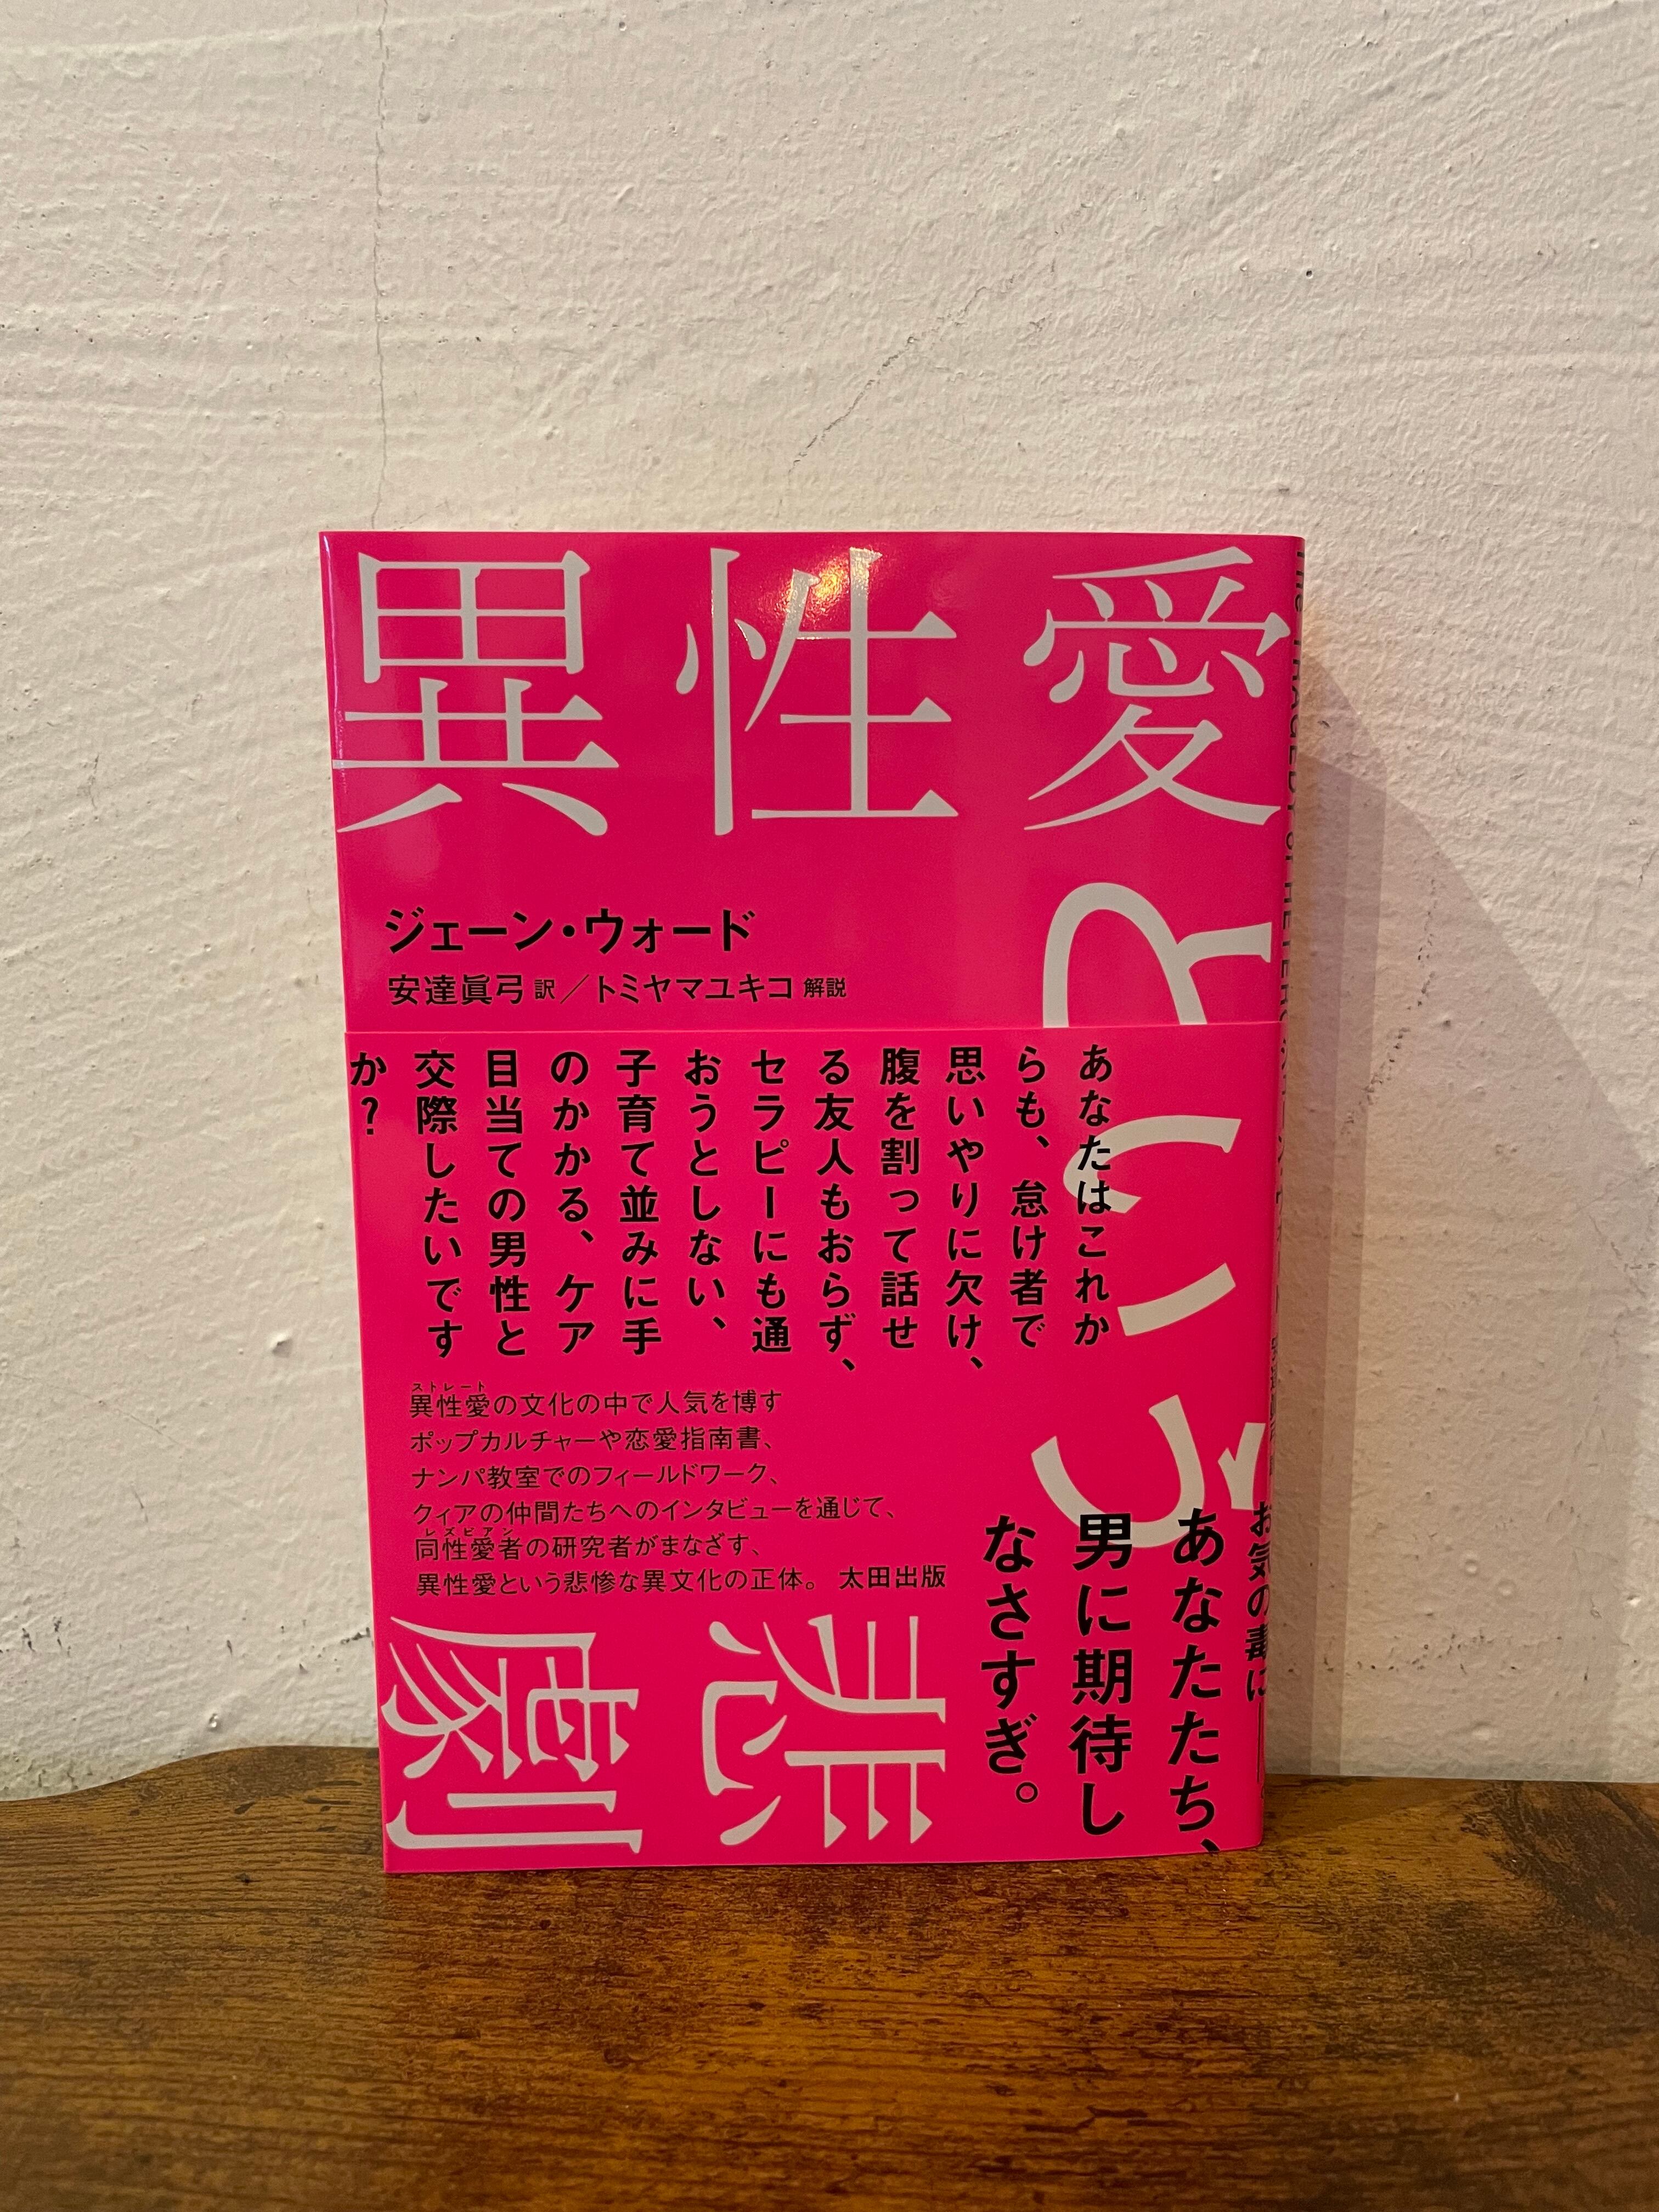 異性愛
という
悲劇
ジェーン・ウォード
安達眞弓 訳／トミヤマユキコ 解説
あなたはこれか
らも、怠け者で
思いやりに欠け、
腹を割って話せ
る友人もおらず、
セラピーにも通
おうとしない、
子育て並みに手
のかかる、ケア
目当ての男性と
交際したいです
か？
ストレート
異性愛の文化の中で人気を博す
ポップカルチャーや恋愛指南書、
ナンパ教室でのフィールドワーク、
クィアの仲間たちへのインタビューを通じて、
レズビアン
同性愛者の研究者がまなざす、
異性愛という悲惨な異文化の正体。 太田出版
お気の毒に
あなたたち、
男に期待し
なさすぎ。